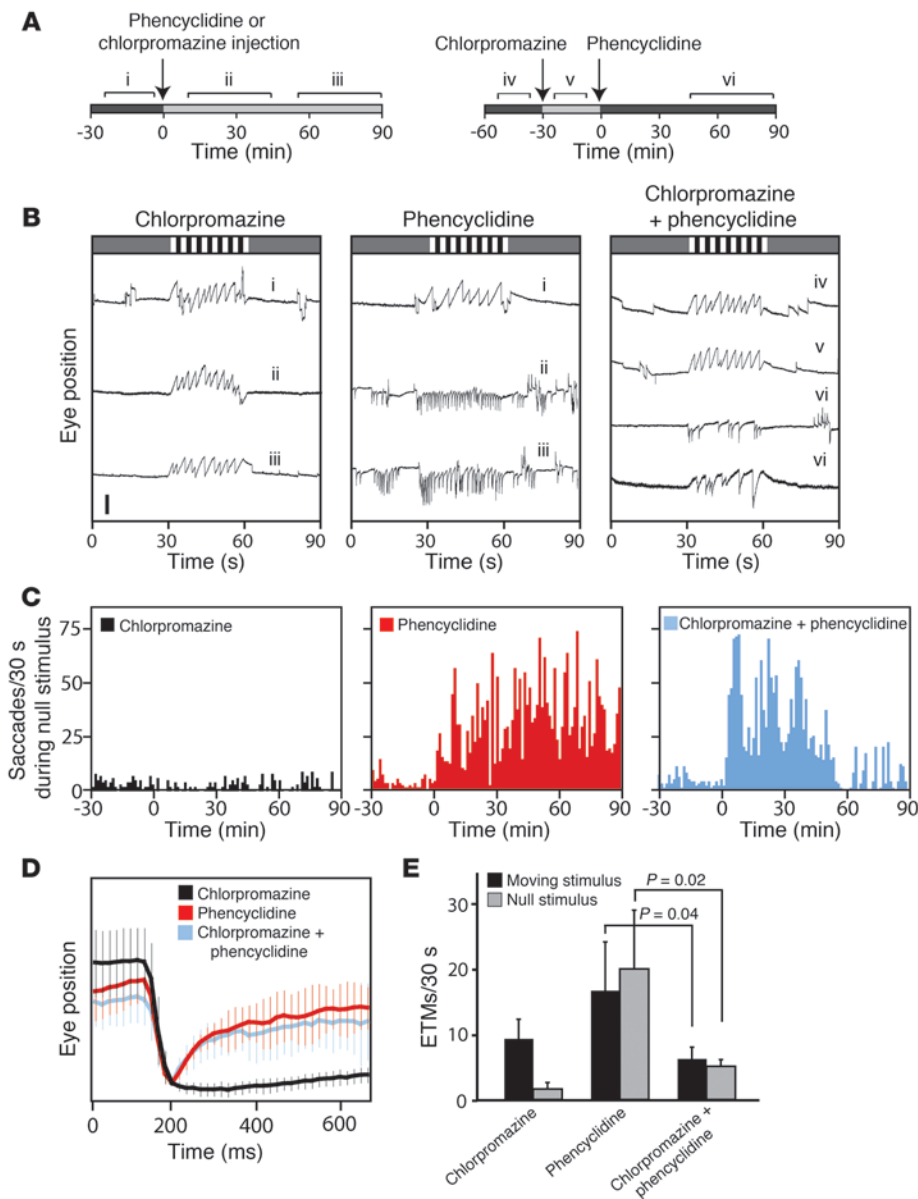 A
Phencyclidine or
chlorpromazine injection
i
ii
iii
-30
0
30
60
90
Time (min)
Chlorpromazine
Phencyclidine
iv
v
vi
-60
-30
0
30
60
90
Time (min)
B
Chlorpromazine
Phencyclidine
Chlorpromazine
+ phencyclidine
Eye position
i
ii
iii
i
ii
iii
iv
v
vi
vi
0
30
60
90
Time (s)
0
30
60
90
Time (s)
0
30
60
90
Time (s)
C
Saccades/30 s
during null stimulus
75
50
25
0
Chlorpromazine
Phencyclidine
Chlorpromazine + phencyclidine
-30
0
30
60
90
Time (min)
-30
0
30
60
90
Time (min)
-30
0
30
60
90
Time (min)
D
Eye position
Chlorpromazine
Phencyclidine
Chlorpromazine +
phencyclidine
0
200
400
600
Time (ms)
E
ETMs/30 s
30
20
10
0
Moving stimulus
Null stimulus
P = 0.02
P = 0.04
Chlorpromazine
Phencyclidine
Chlorpromazine +
phencyclidine